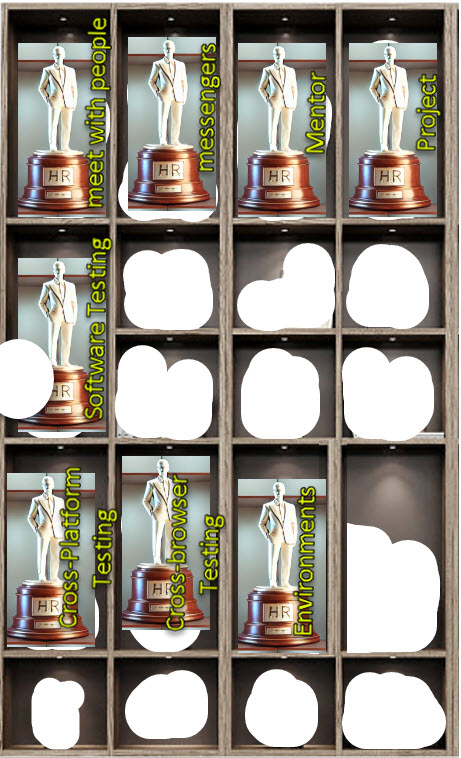 meet with people
messengers
Mentor
Project
HR
HR
HR
HR
Software Testing
HR
Cross-Platform
Testing
Cross-browser
Testing
Environments
HR
HR
HR